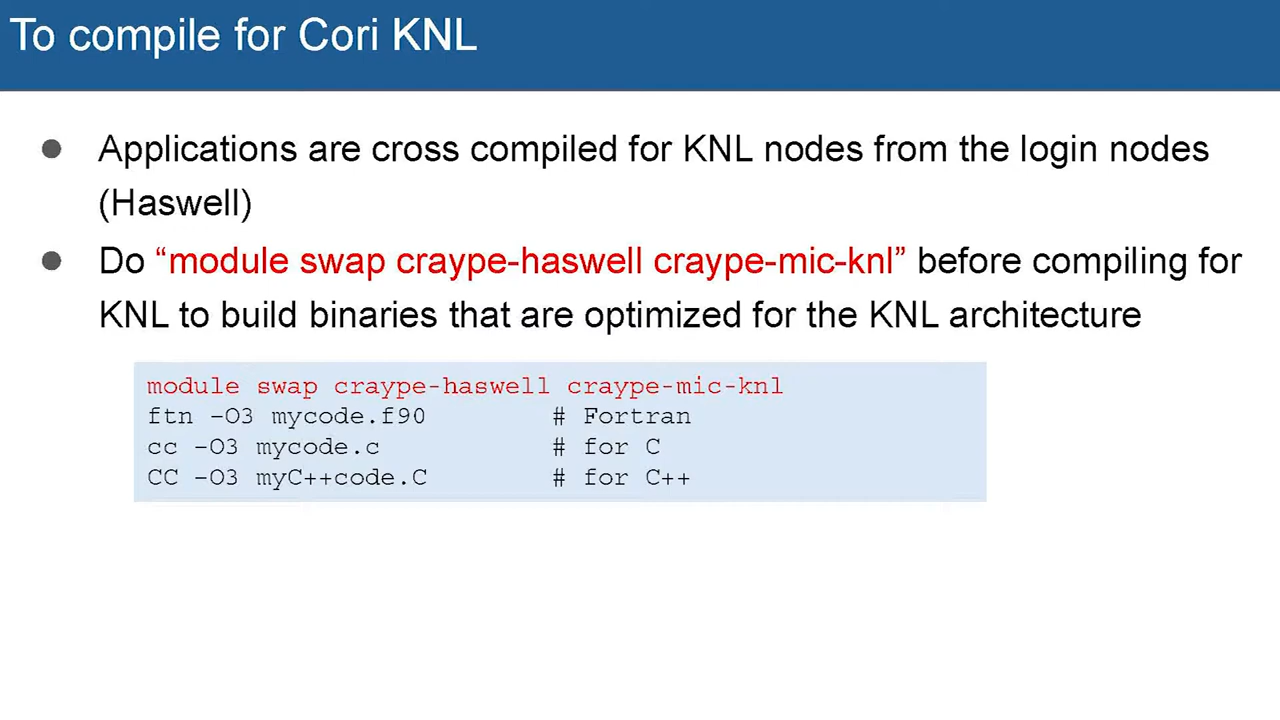 To compile for Cori KNL
● Applications are cross compiled for KNL nodes from the login nodes
(Haswell)
● Do “module swap craype-haswell craype-mic-knl” before compiling for
KNL to build binaries that are optimized for the KNL architecture
module swap craype-haswell craype-mic-knl
ftn –O3 mycode.f90 # Fortran
cc –O3 mycode.c # for C
CC –O3 myC++code.C # for C++